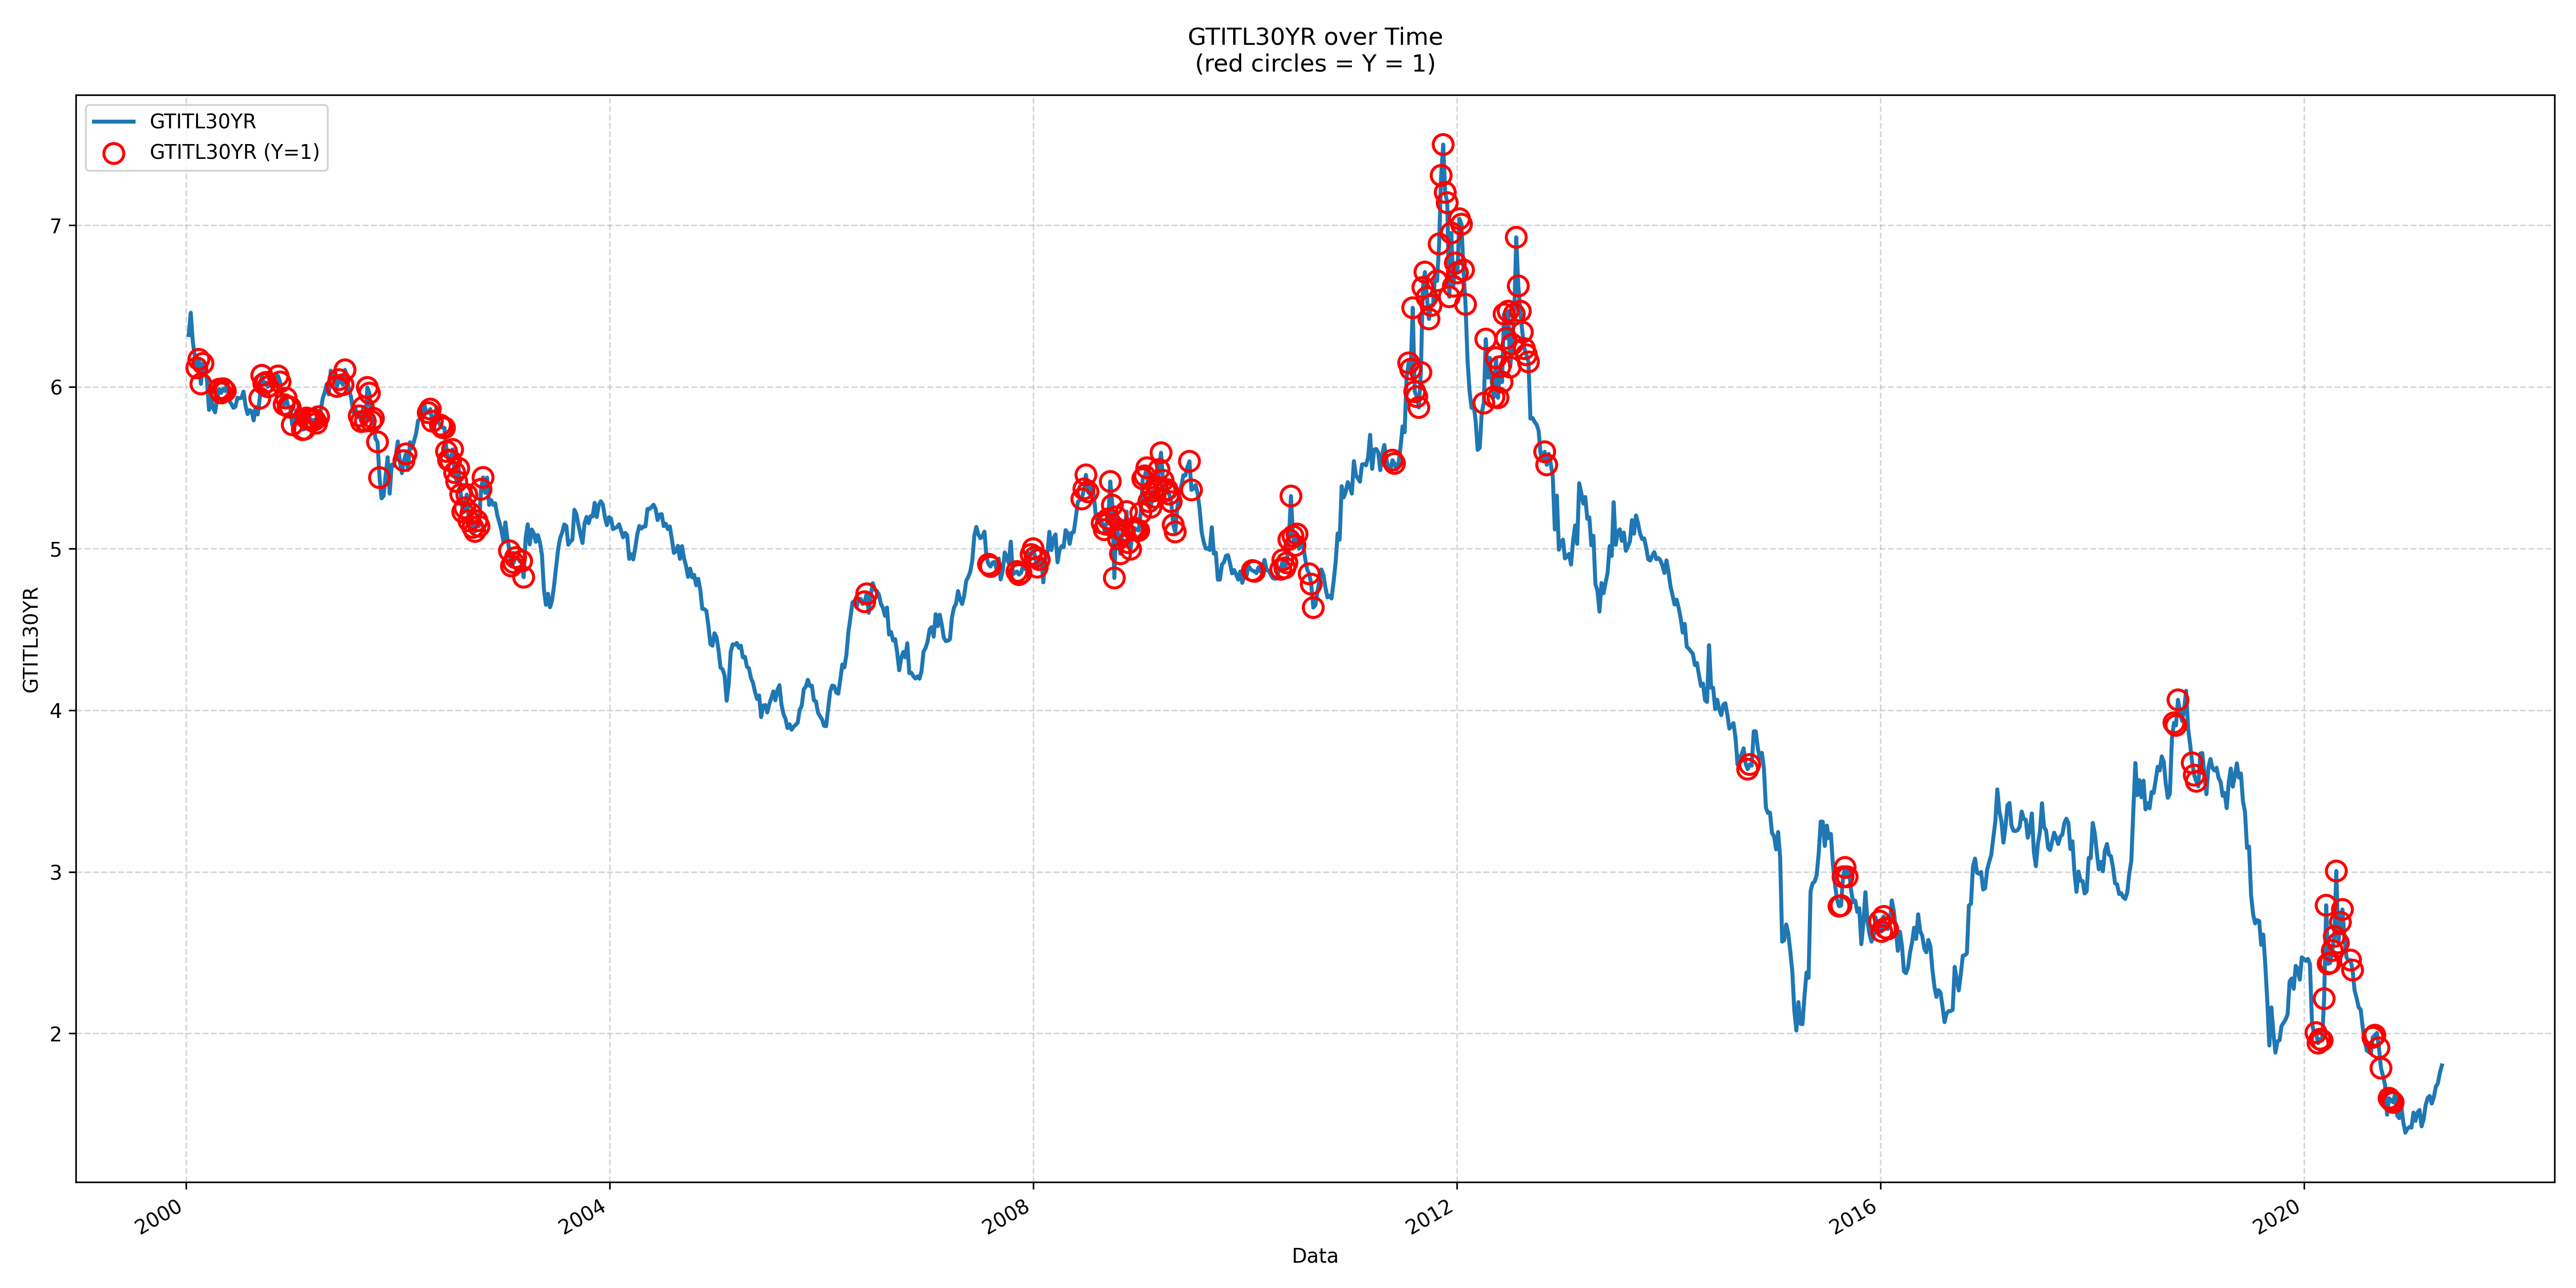 GTITL30YR over Time
(red circles = Y = 1)
GTITL30YR
GTITL30YR (Y=1)
7
6
5
4
3
2
GTITL30YR
2000
2004
2008
2012
2016
2020
Data